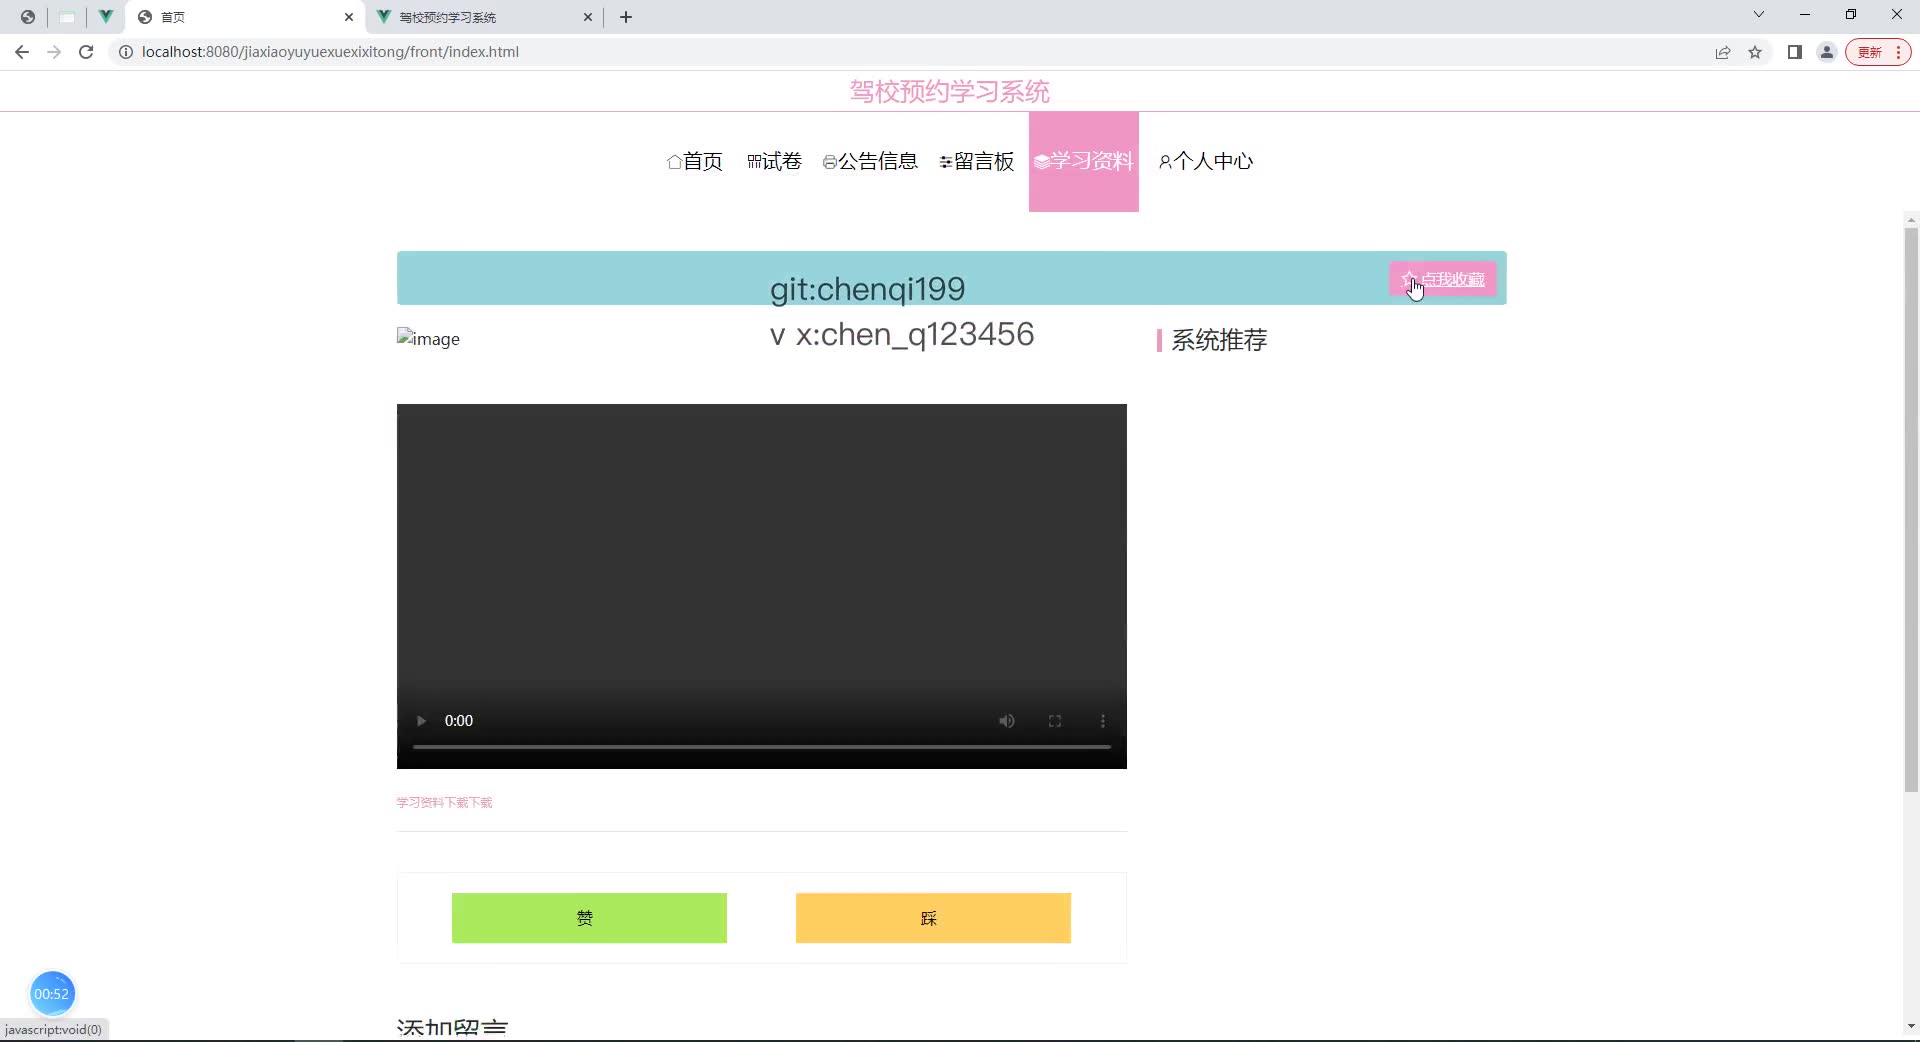 首页
驾校预约学习系统
localhost:8080/jiaxiaoyuyuexuexixitong/front/index.html
更新
驾校预约学习系统
首页
试卷
公告信息
留言板
学习资料
个人中心
点我收藏
git:chenqi199
v x:chen_q123456
image
系统推荐
0:00
学习资料下载下载
赞
踩
00:52
添加留言
javascript:void(0)